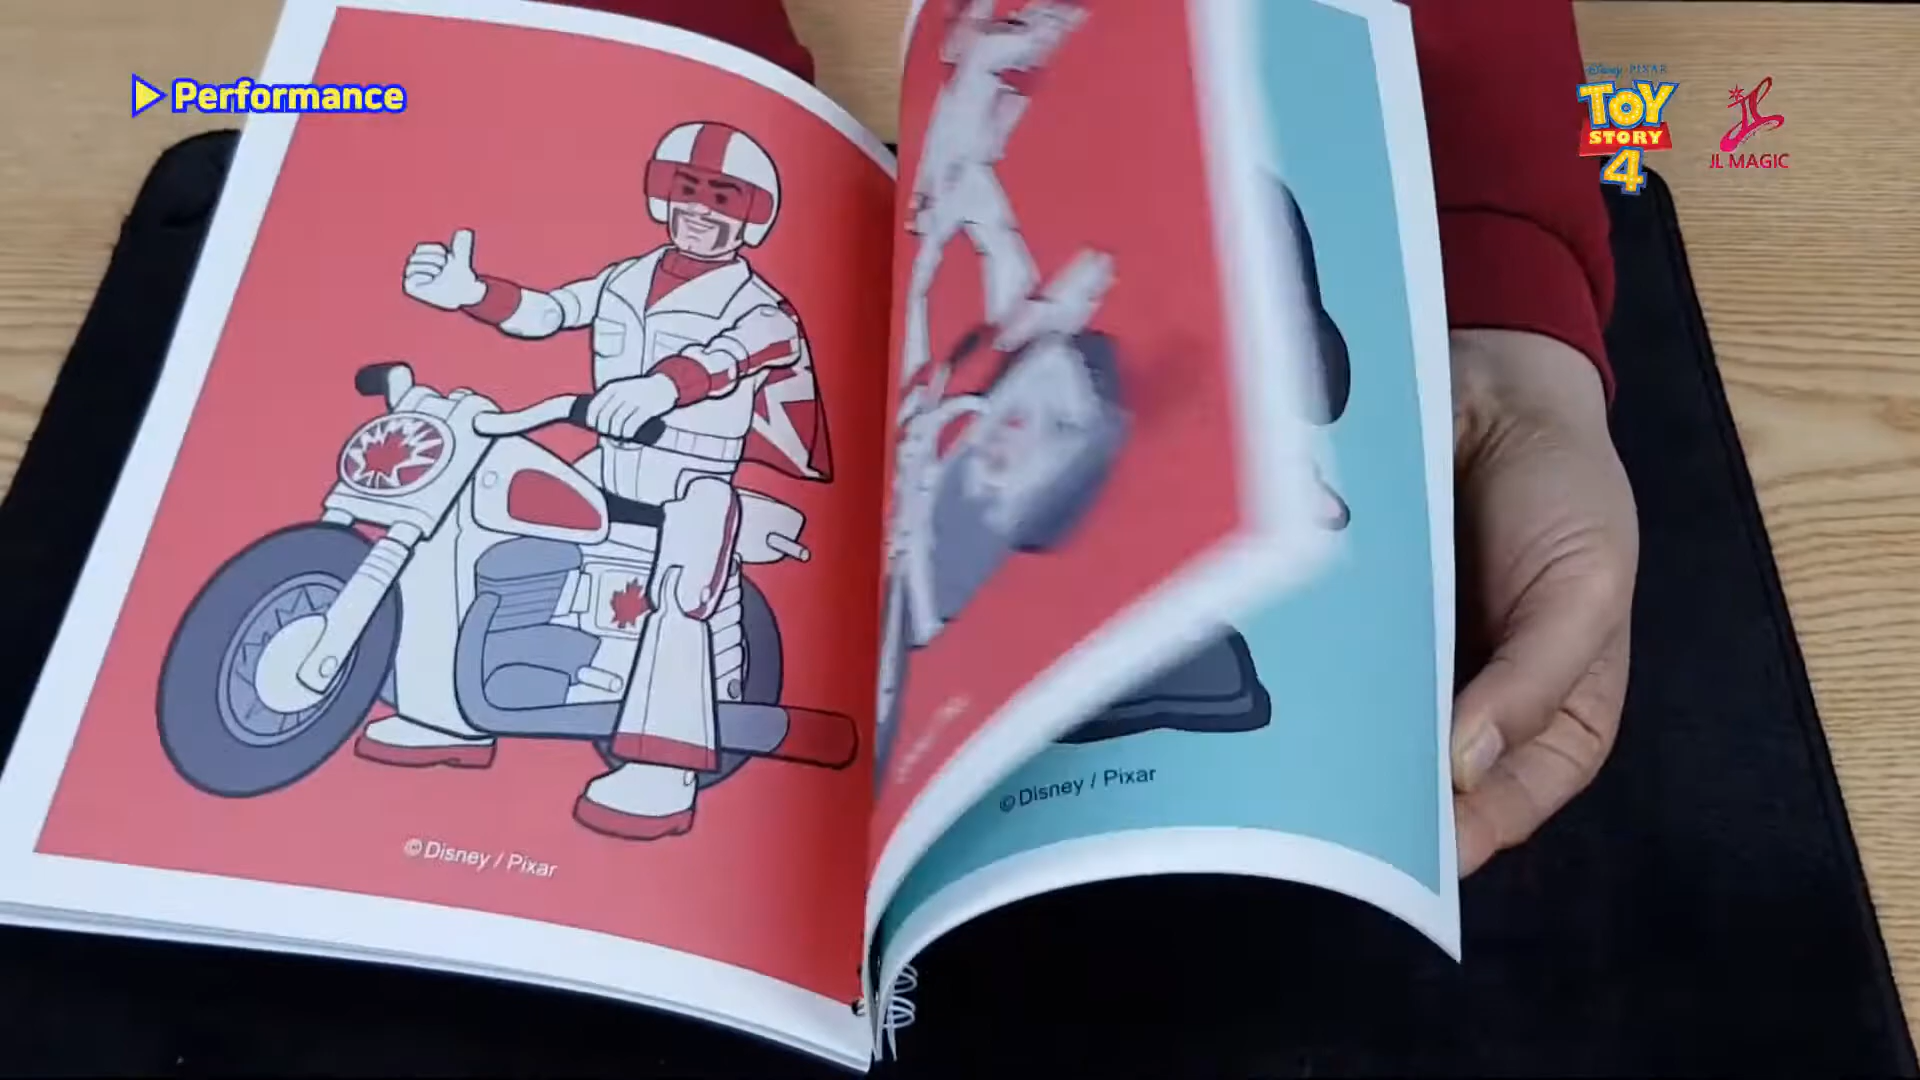 Performance
Disney · PIXAR
TOY
STORY
4
JL MAGIC
© Disney / Pixar
© Disney / Pixar